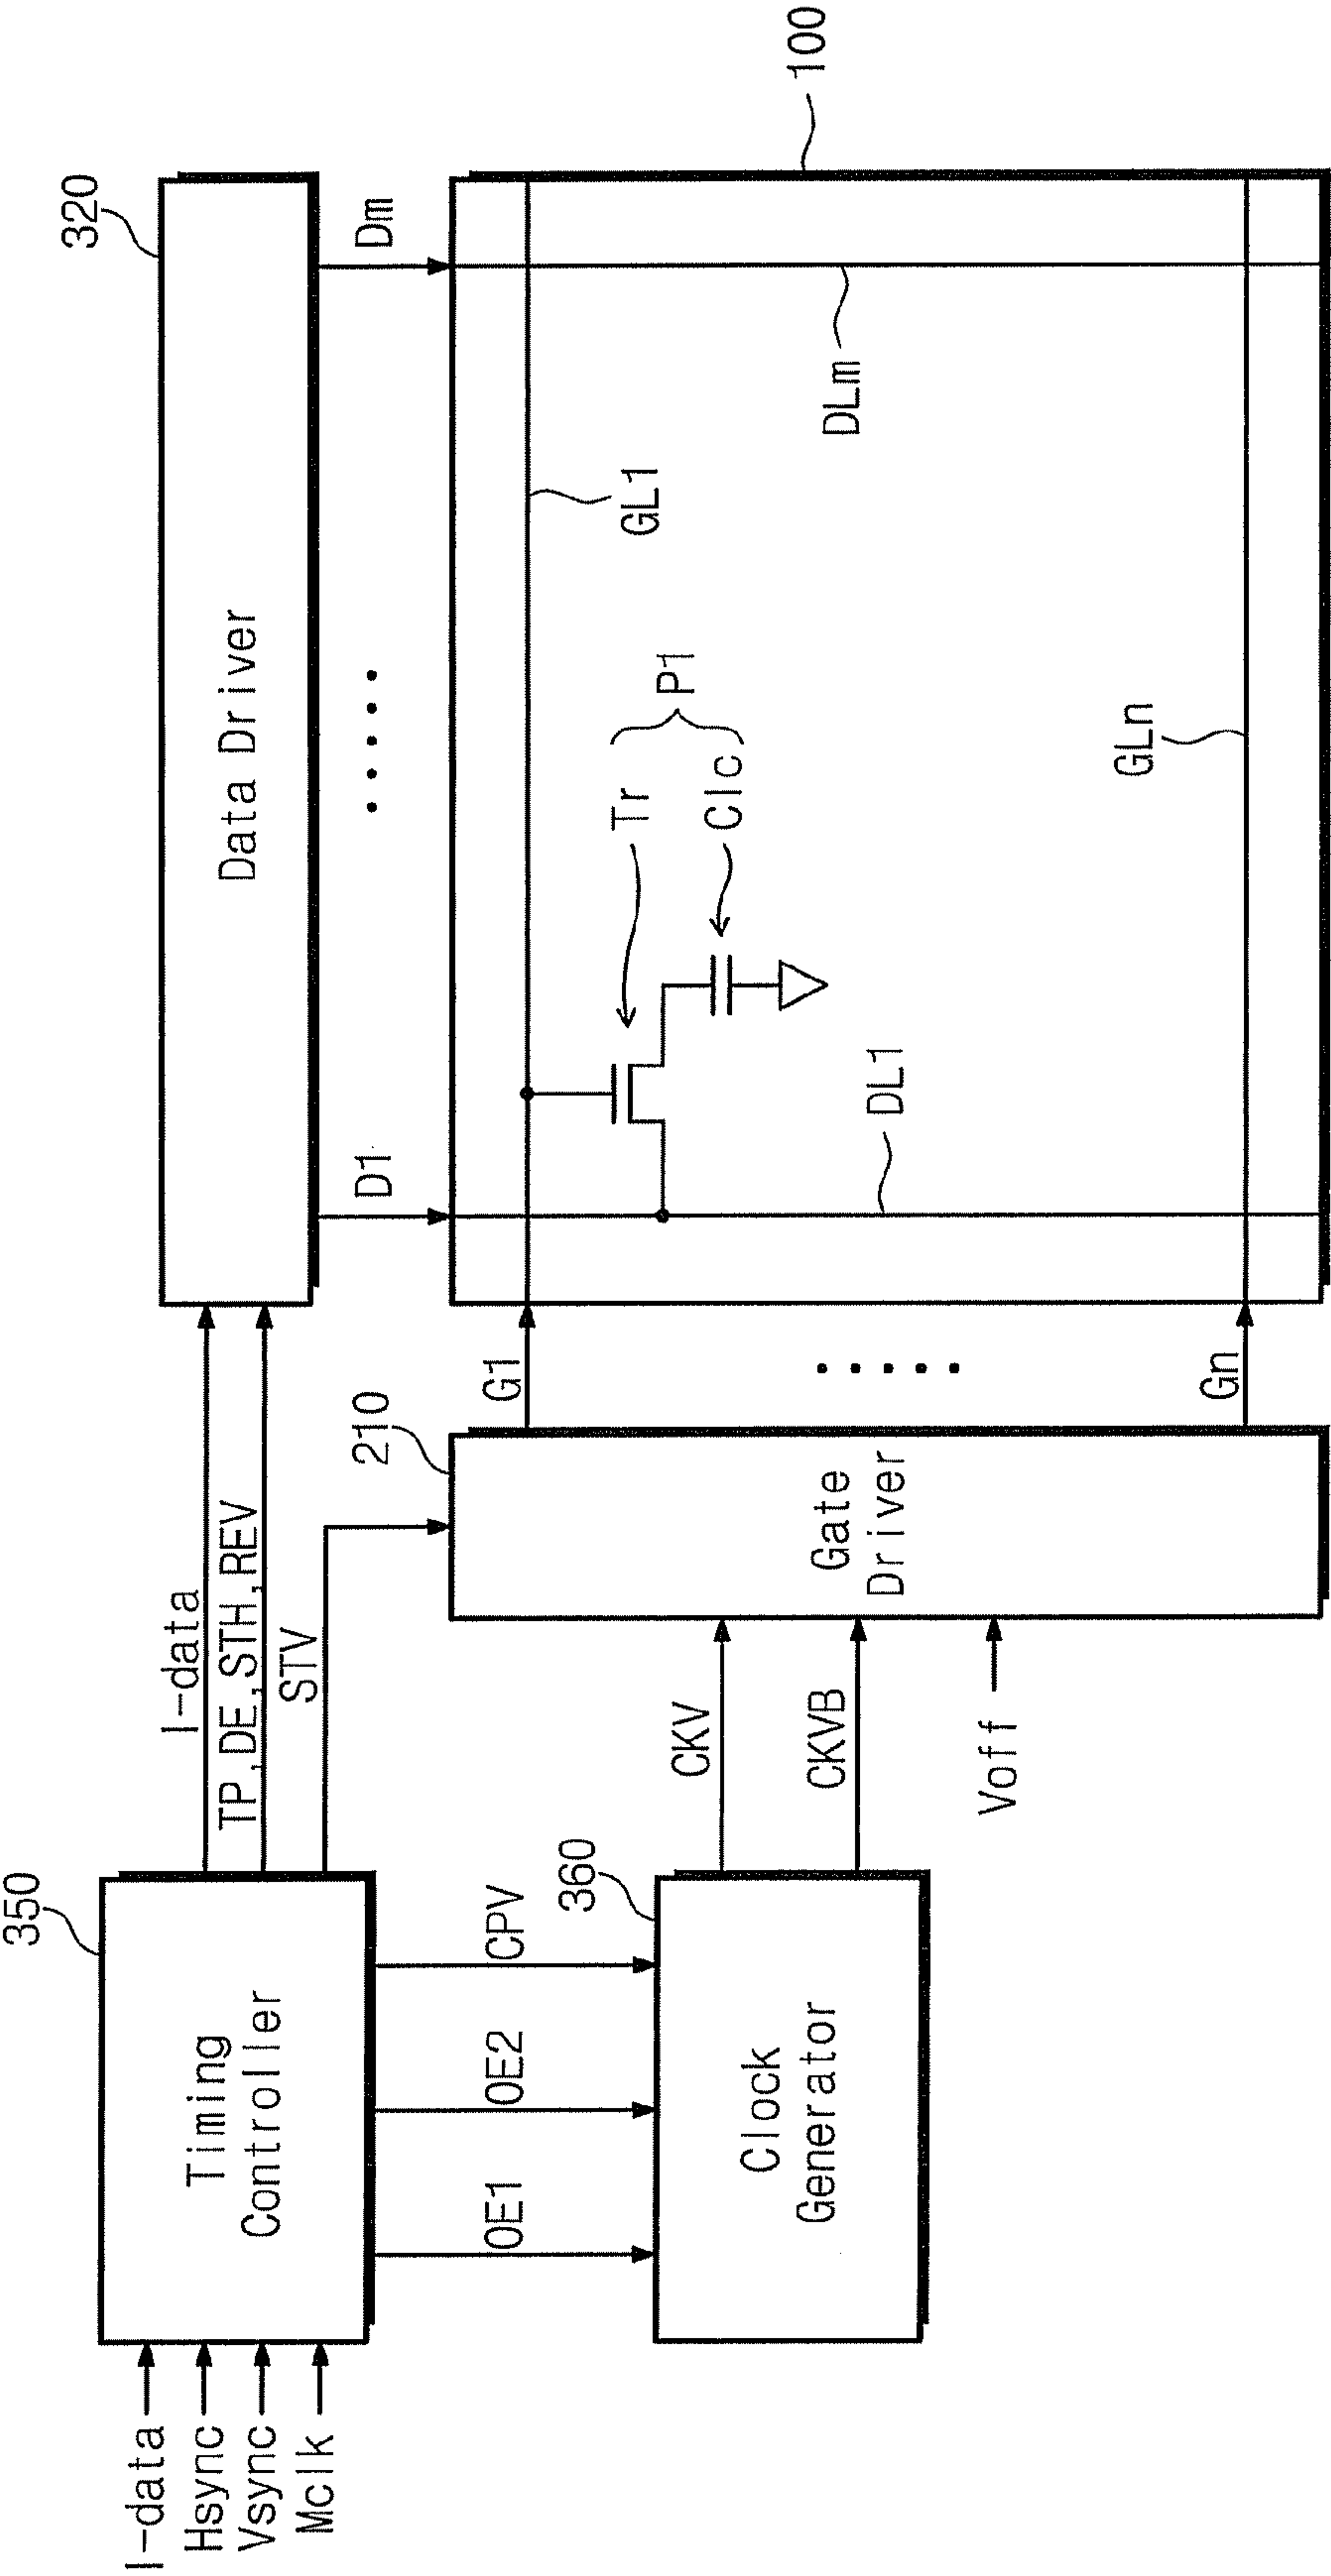 350
Timing
Controller
I-data
Hsync
Vsync
Mclk
I-data
TP,DE,STH,REV
STV
320
Data Driver
OE1
OE2
CPV
360
Clock
Generator
CKV
CKVB
Voff
210
Gate
Driver
G1
Gn
D1
Dm
100
GL1
Tr
Clc
P1
DL1
DLm
GLn